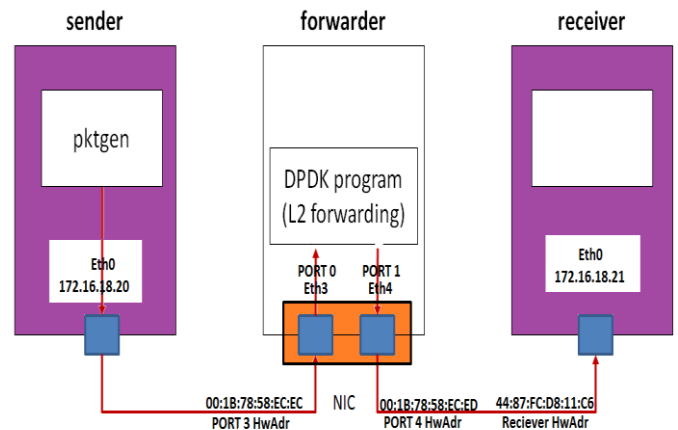 sender
forwarder
receiver
pktgen
DPDK program
(L2 forwarding)
Eth0
172.16.18.20
PORT 0
Eth3
PORT 1
Eth4
Eth0
172.16.18.21
00:1B:78:58:EC:EC
PORT 3 HwAdr
NIC
00:1B:78:58:EC:ED
PORT 4 HwAdr
44:87:FC:D8:11:C6
Reciever HwAdr